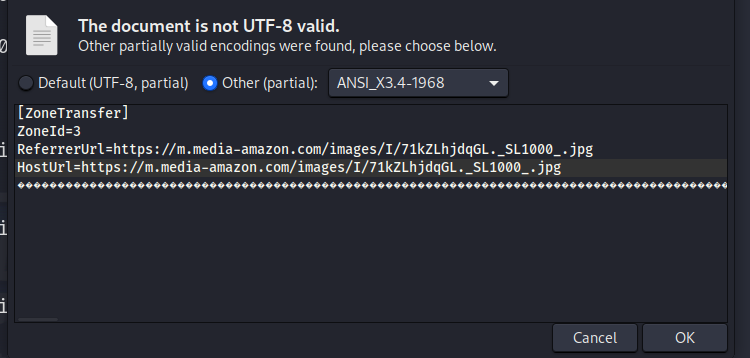 The document is not UTF-8 valid.
Other partially valid encodings were found, please choose below.
Default (UTF-8, partial)
Other (partial):
ANSI_X3.4-1968
[ZoneTransfer]
ZoneId=3
ReferrerUrl=https://m.media-amazon.com/images/I/71kZLhjdqGL._SL1000_.jpg
HostUrl=https://m.media-amazon.com/images/I/71kZLhjdqGL._SL1000_.jpg
Cancel
OK